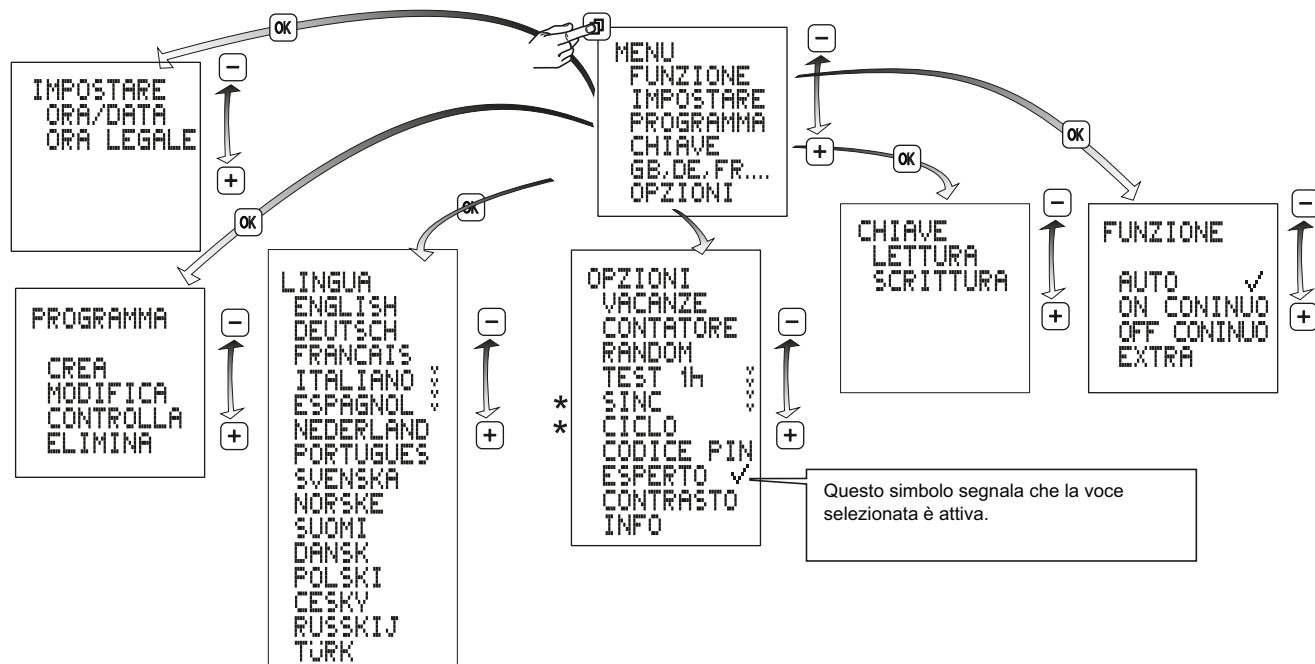 MENU
FUNZIONE
IMPOSTARE
PROGRAMMA
CHIAVE
GB,DE,FR....
OPZIONI
OK
IMPOSTARE
ORA/DATA
ORA LEGALE
-
+
OK
PROGRAMMA
CREA
MODIFICA
CONTROLLA
ELIMINA
-
+
OK
LINGUA
ENGLISH
DEUTSCH
FRANCAIS
ITALIANO
ESPAGNOL
NEDERLAND
PORTUGUES
SVENSKA
NORSKE
SUOMI
DANSK
POLSKI
CESKY
RUSSKIJ
TÜRK
-
+
OPZIONI
VACANZE
CONTATORE
RANDOM
TEST 1h
* SINC
* CICLO
CODICE PIN
ESPERTO ✓
CONTRASTO
INFO
-
+
Questo simbolo segnala che la voce
selezionata è attiva.
-
+
OK
CHIAVE
LETTURA
SCRITTURA
-
+
OK
FUNZIONE
AUTO ✓
ON CONINUO
OFF CONINUO
EXTRA
-
+